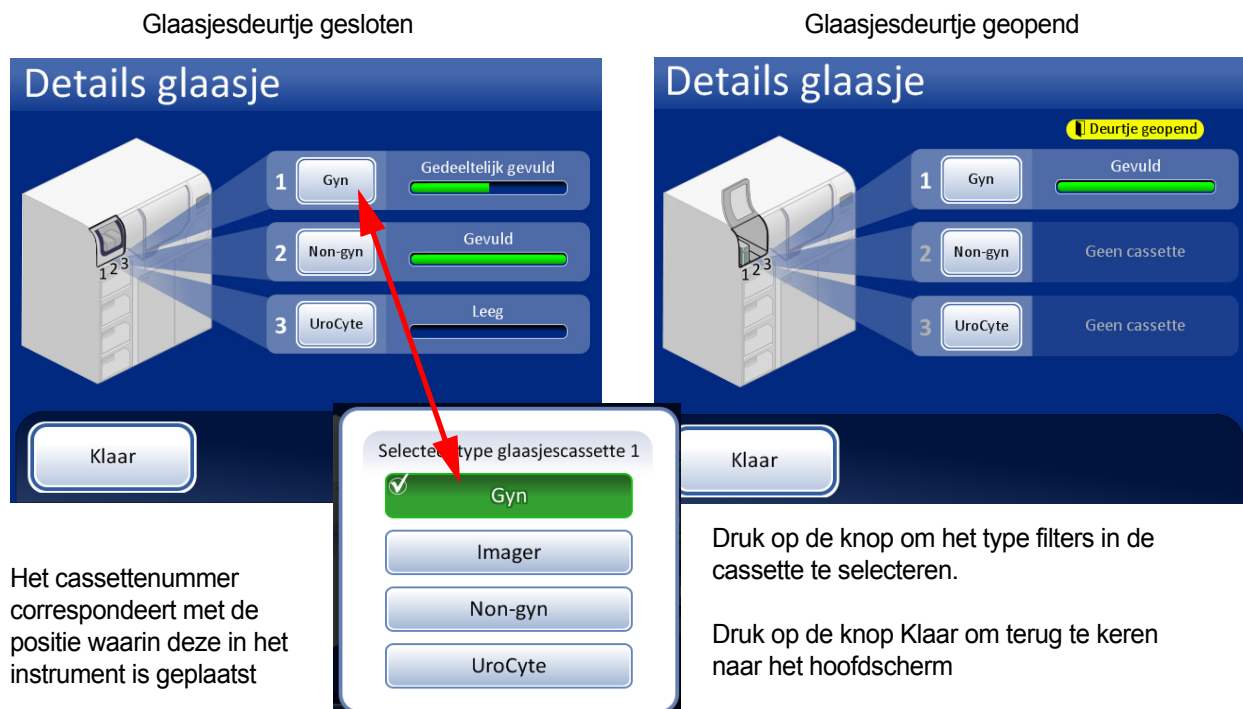 Glaasjesdeurtje gesloten
Details glaasje
1 Gyn Gedeeltelijk gevuld
2 Non-gyn Gevuld
3 UroCyte Leeg
1 2 3
Klaar
Glaasjesdeurtje geopend
Details glaasje
Deurtje geopend
1 Gyn Gevuld
2 Non-gyn Geen cassette
3 UroCyte Geen cassette
1 2 3
Klaar
type glaasjescassette 1
Gyn
Imager
Non-gyn
UroCyte
Het cassettenummer
correspondeert met de
positie waarin deze in het
instrument is geplaatst
Druk op de knop om het type filters in de
cassette te selecteren.
Druk op de knop Klaar om terug te keren
naar het hoofdscherm